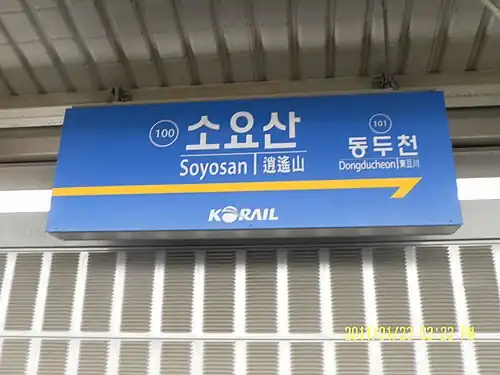 100 소요산
Soyosan | 逍遙山
101
동두천
Dongducheon | 東豆川
KORAIL